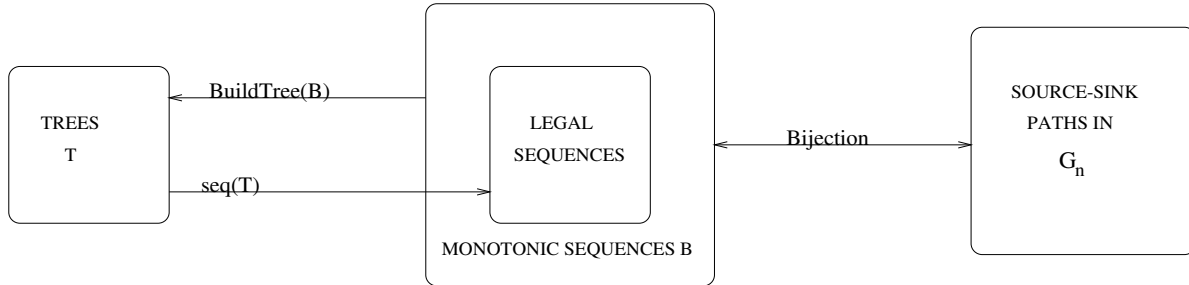 TREES
T
BuildTree(B)
seq(T)
LEGAL
SEQUENCES
MONOTONIC SEQUENCES B
Bijection
SOURCE-SINK
PATHS IN
G_n